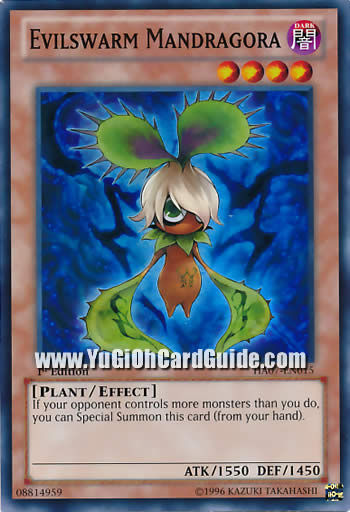 EVILSWARM MANDRAGORA
DARK
闇
www.YuGiOhCardGuide.com
1st Edition
HA07-EN015
[PLANT/EFFECT]
If your opponent controls more monsters than you do,
you can Special Summon this card (from your hand).
ATK/1550 DEF/1450
08814959
©1996 KAZUKI TAKAHASHI